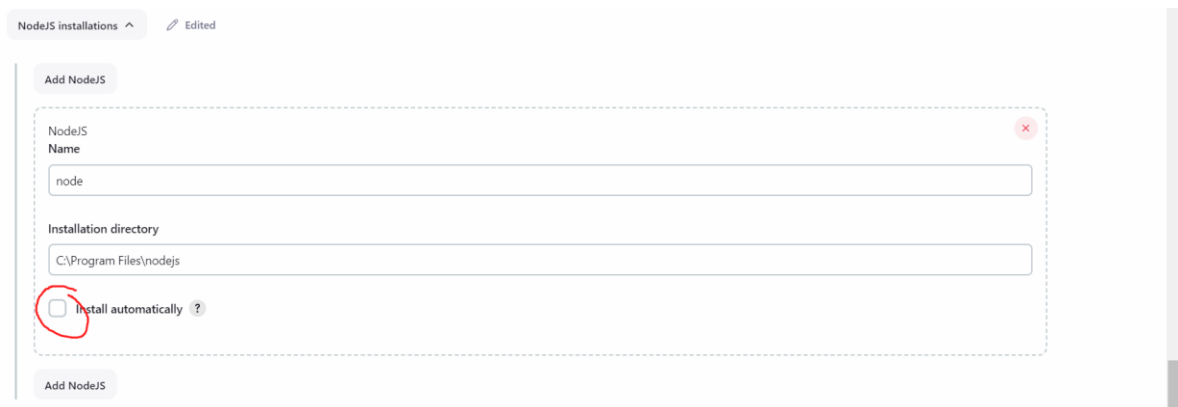 NodeJS installations
Edited
Add NodeJS
NodeJS
Name
node
Installation directory
C:\Program Files\nodejs
Install automatically ?
Add NodeJS